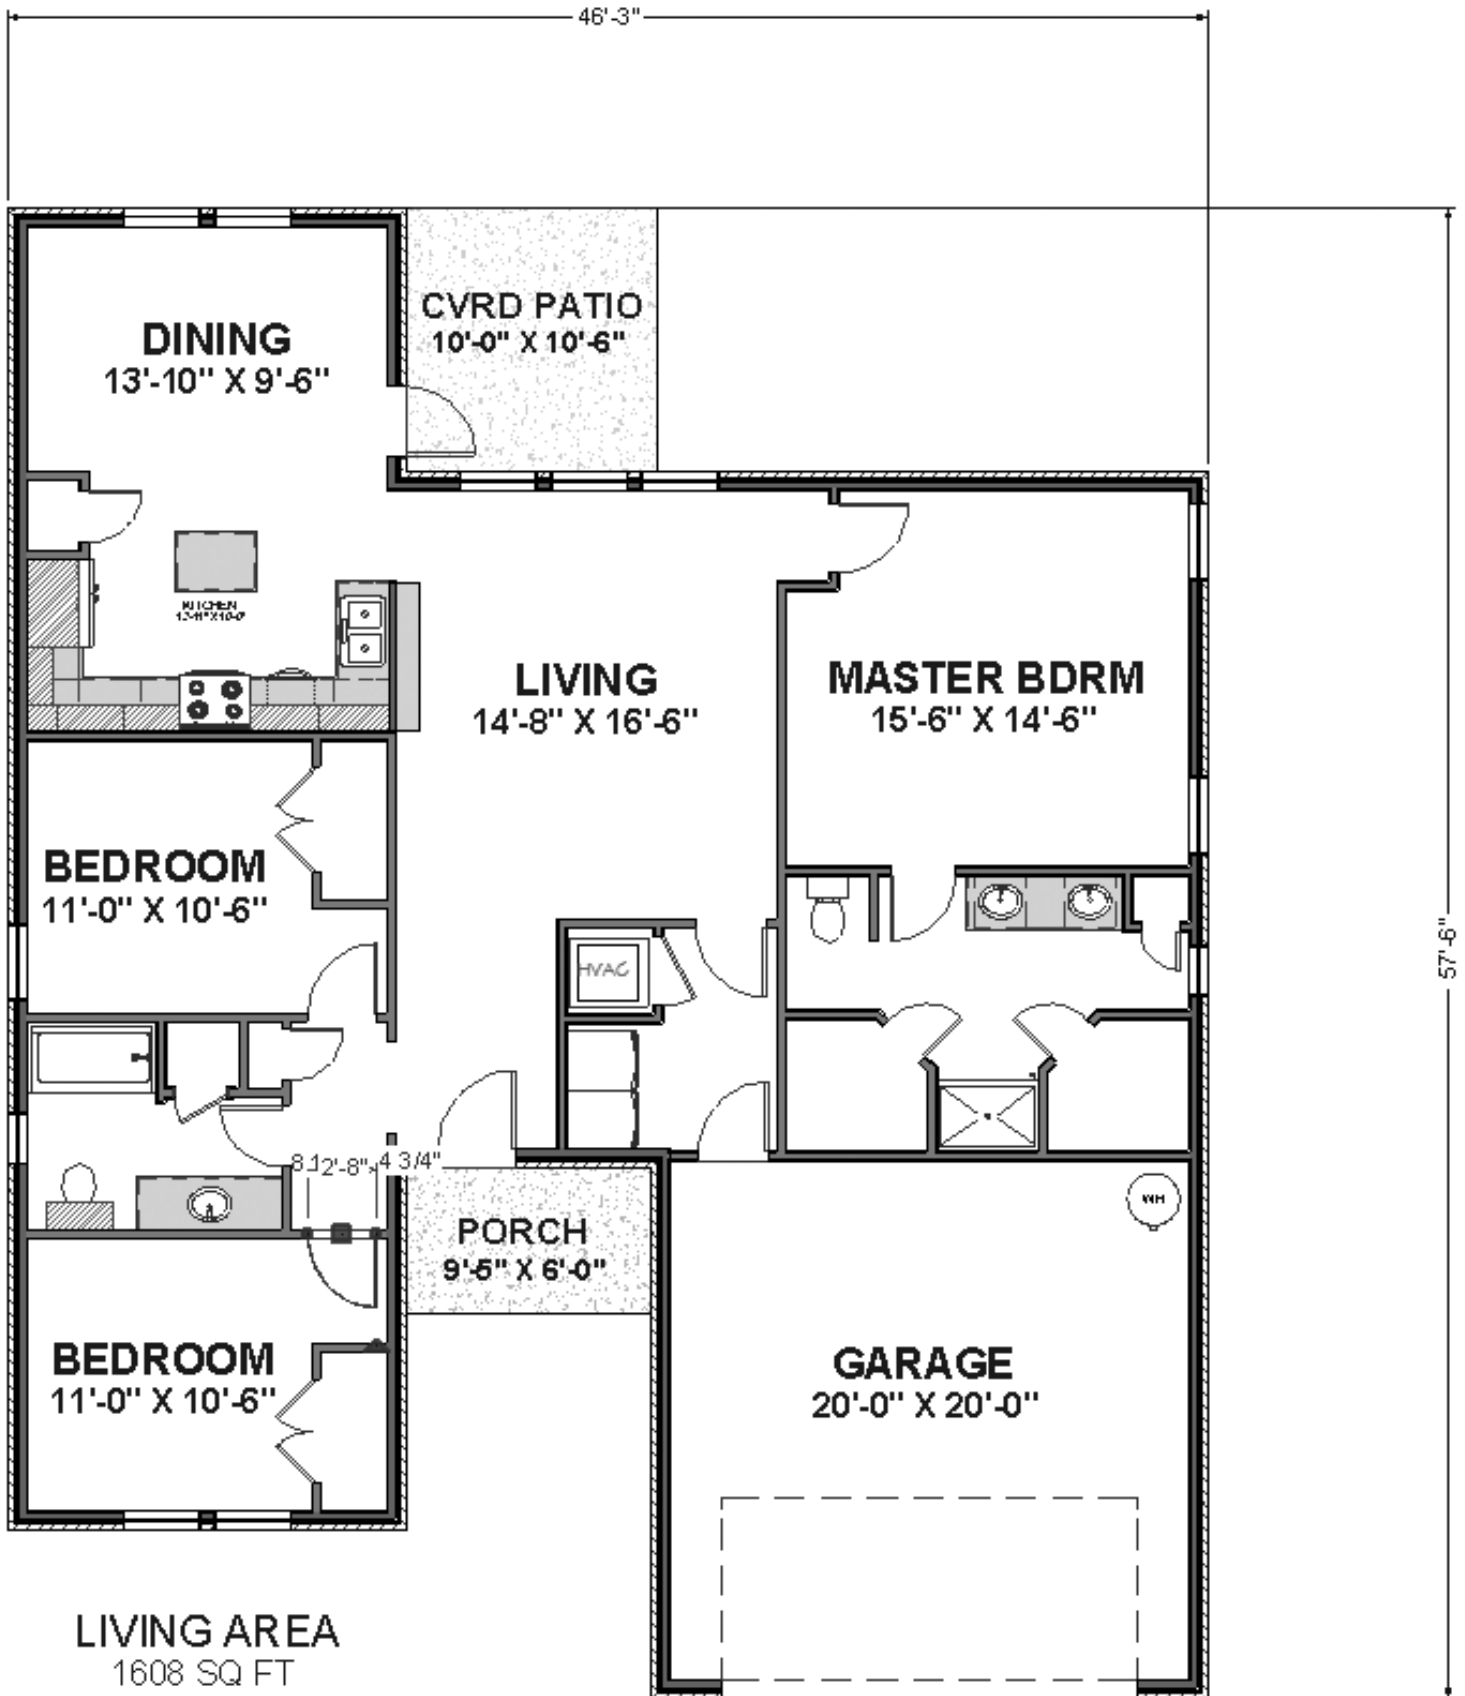 46'-3"
CVRD PATIO
10'-0" X 10'-6"
DINING
13'-10" X 9'-6"
KITCHEN
LIVING
14'-8" X 16'-6"
MASTER BDRM
15'-6" X 14'-6"
BEDROOM
11'-0" X 10'-6"
HVAC
57'-6"
2'-8"
4 3/4"
WH
PORCH
9'-5" X 6'-0"
BEDROOM
11'-0" X 10'-6"
GARAGE
20'-0" X 20'-0"
LIVING AREA
1608 SQ FT